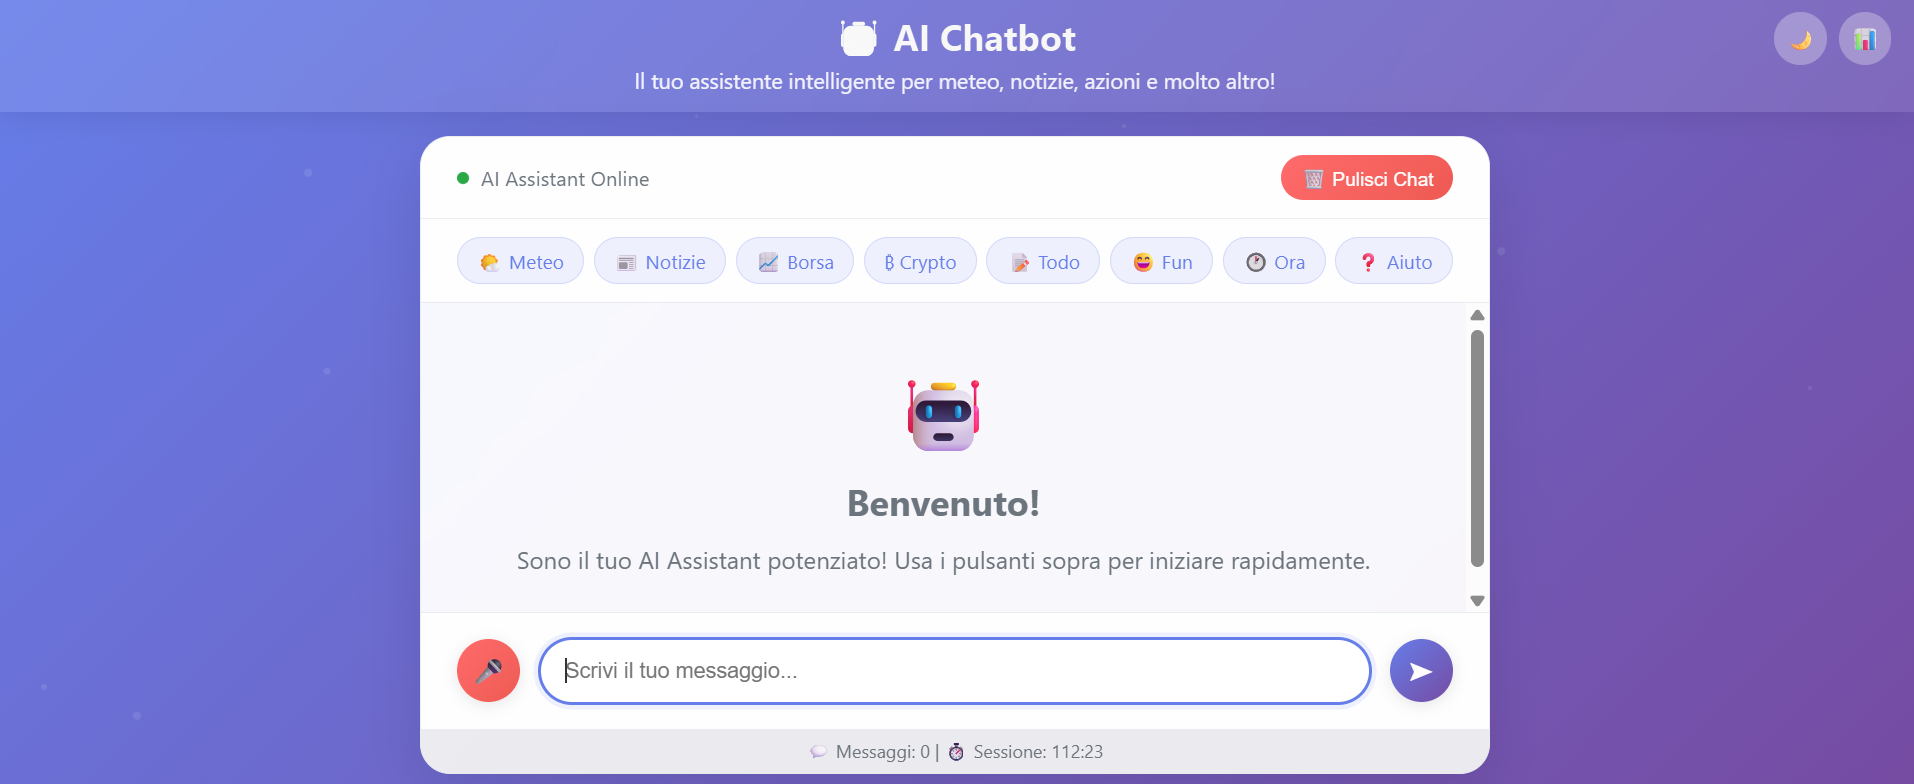 AI Chatbot
Il tuo assistente intelligente per meteo, notizie, azioni e molto altro!
AI Assistant Online
Pulisci Chat
Meteo
Notizie
Borsa
₿ Crypto
Todo
Fun
Ora
Aiuto
Benvenuto!
Sono il tuo AI Assistant potenziato! Usa i pulsanti sopra per iniziare rapidamente.
Scrivi il tuo messaggio...
Messaggi: 0 | Sessione: 112:23